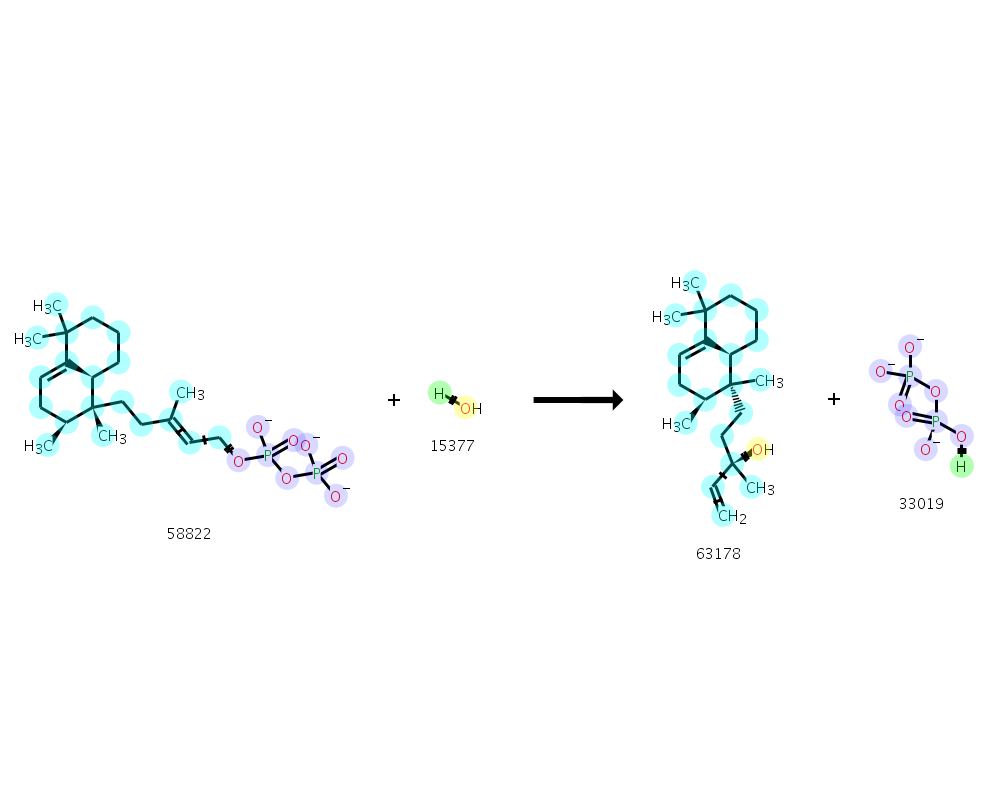 H₃C
H₃C
H₃C
CH₃
CH₃
O
P
O
O⁻
O
P
O⁻
O
O⁻
58822
+
H
OH
15377
H₃C
H₃C
H₃C
CH₃
OH
CH₃
CH₂
63178
+
O⁻
O⁻
P
O
O
O
P
O
O⁻
H
33019